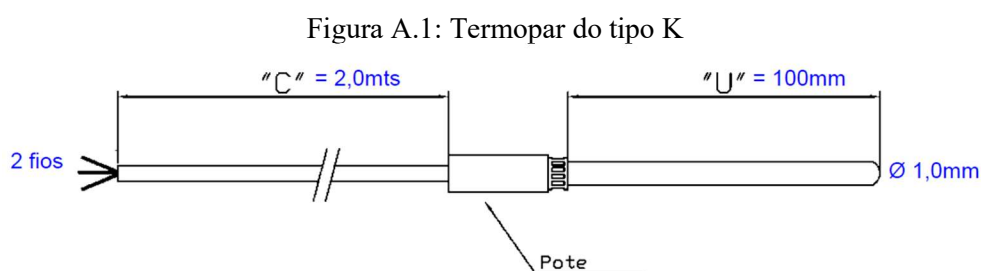 Figura A.1: Termopar do tipo K
"C" = 2,0mts
"U" = 100mm
2 fios
Ø 1,0mm
Pote